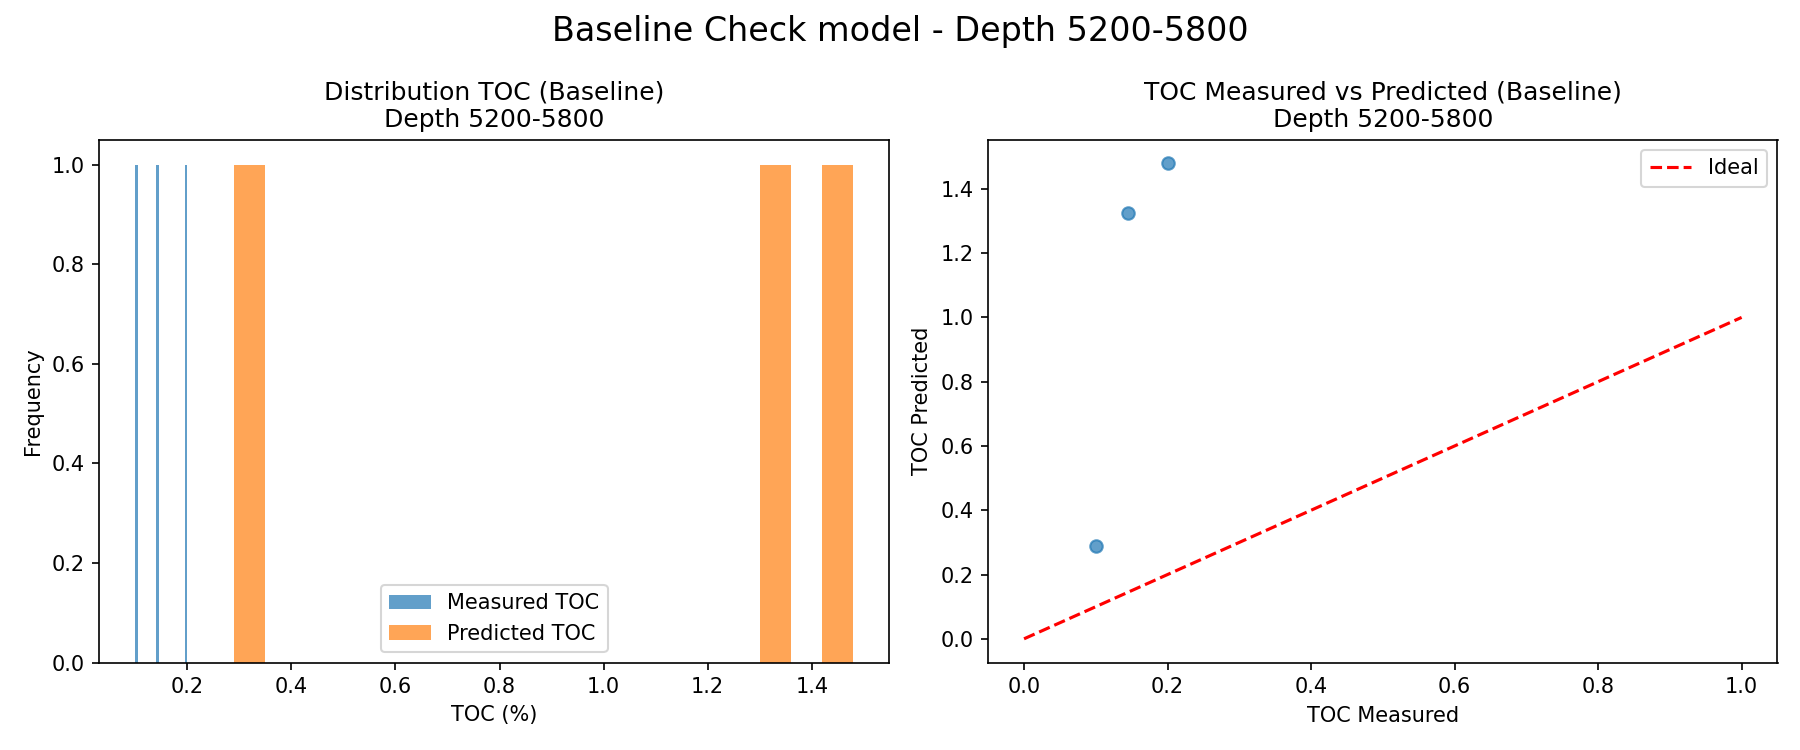 Baseline Check model - Depth 5200-5800
Distribution TOC (Baseline)
Depth 5200-5800
1.0
0.8
0.6
0.4
0.2
0.0
Frequency
Measured TOC
Predicted TOC
0.2 0.4 0.6 0.8 1.0 1.2 1.4
TOC (%)
TOC Measured vs Predicted (Baseline)
Depth 5200-5800
Ideal
1.4
1.2
1.0
0.8
0.6
0.4
0.2
0.0
TOC Predicted
0.0 0.2 0.4 0.6 0.8 1.0
TOC Measured